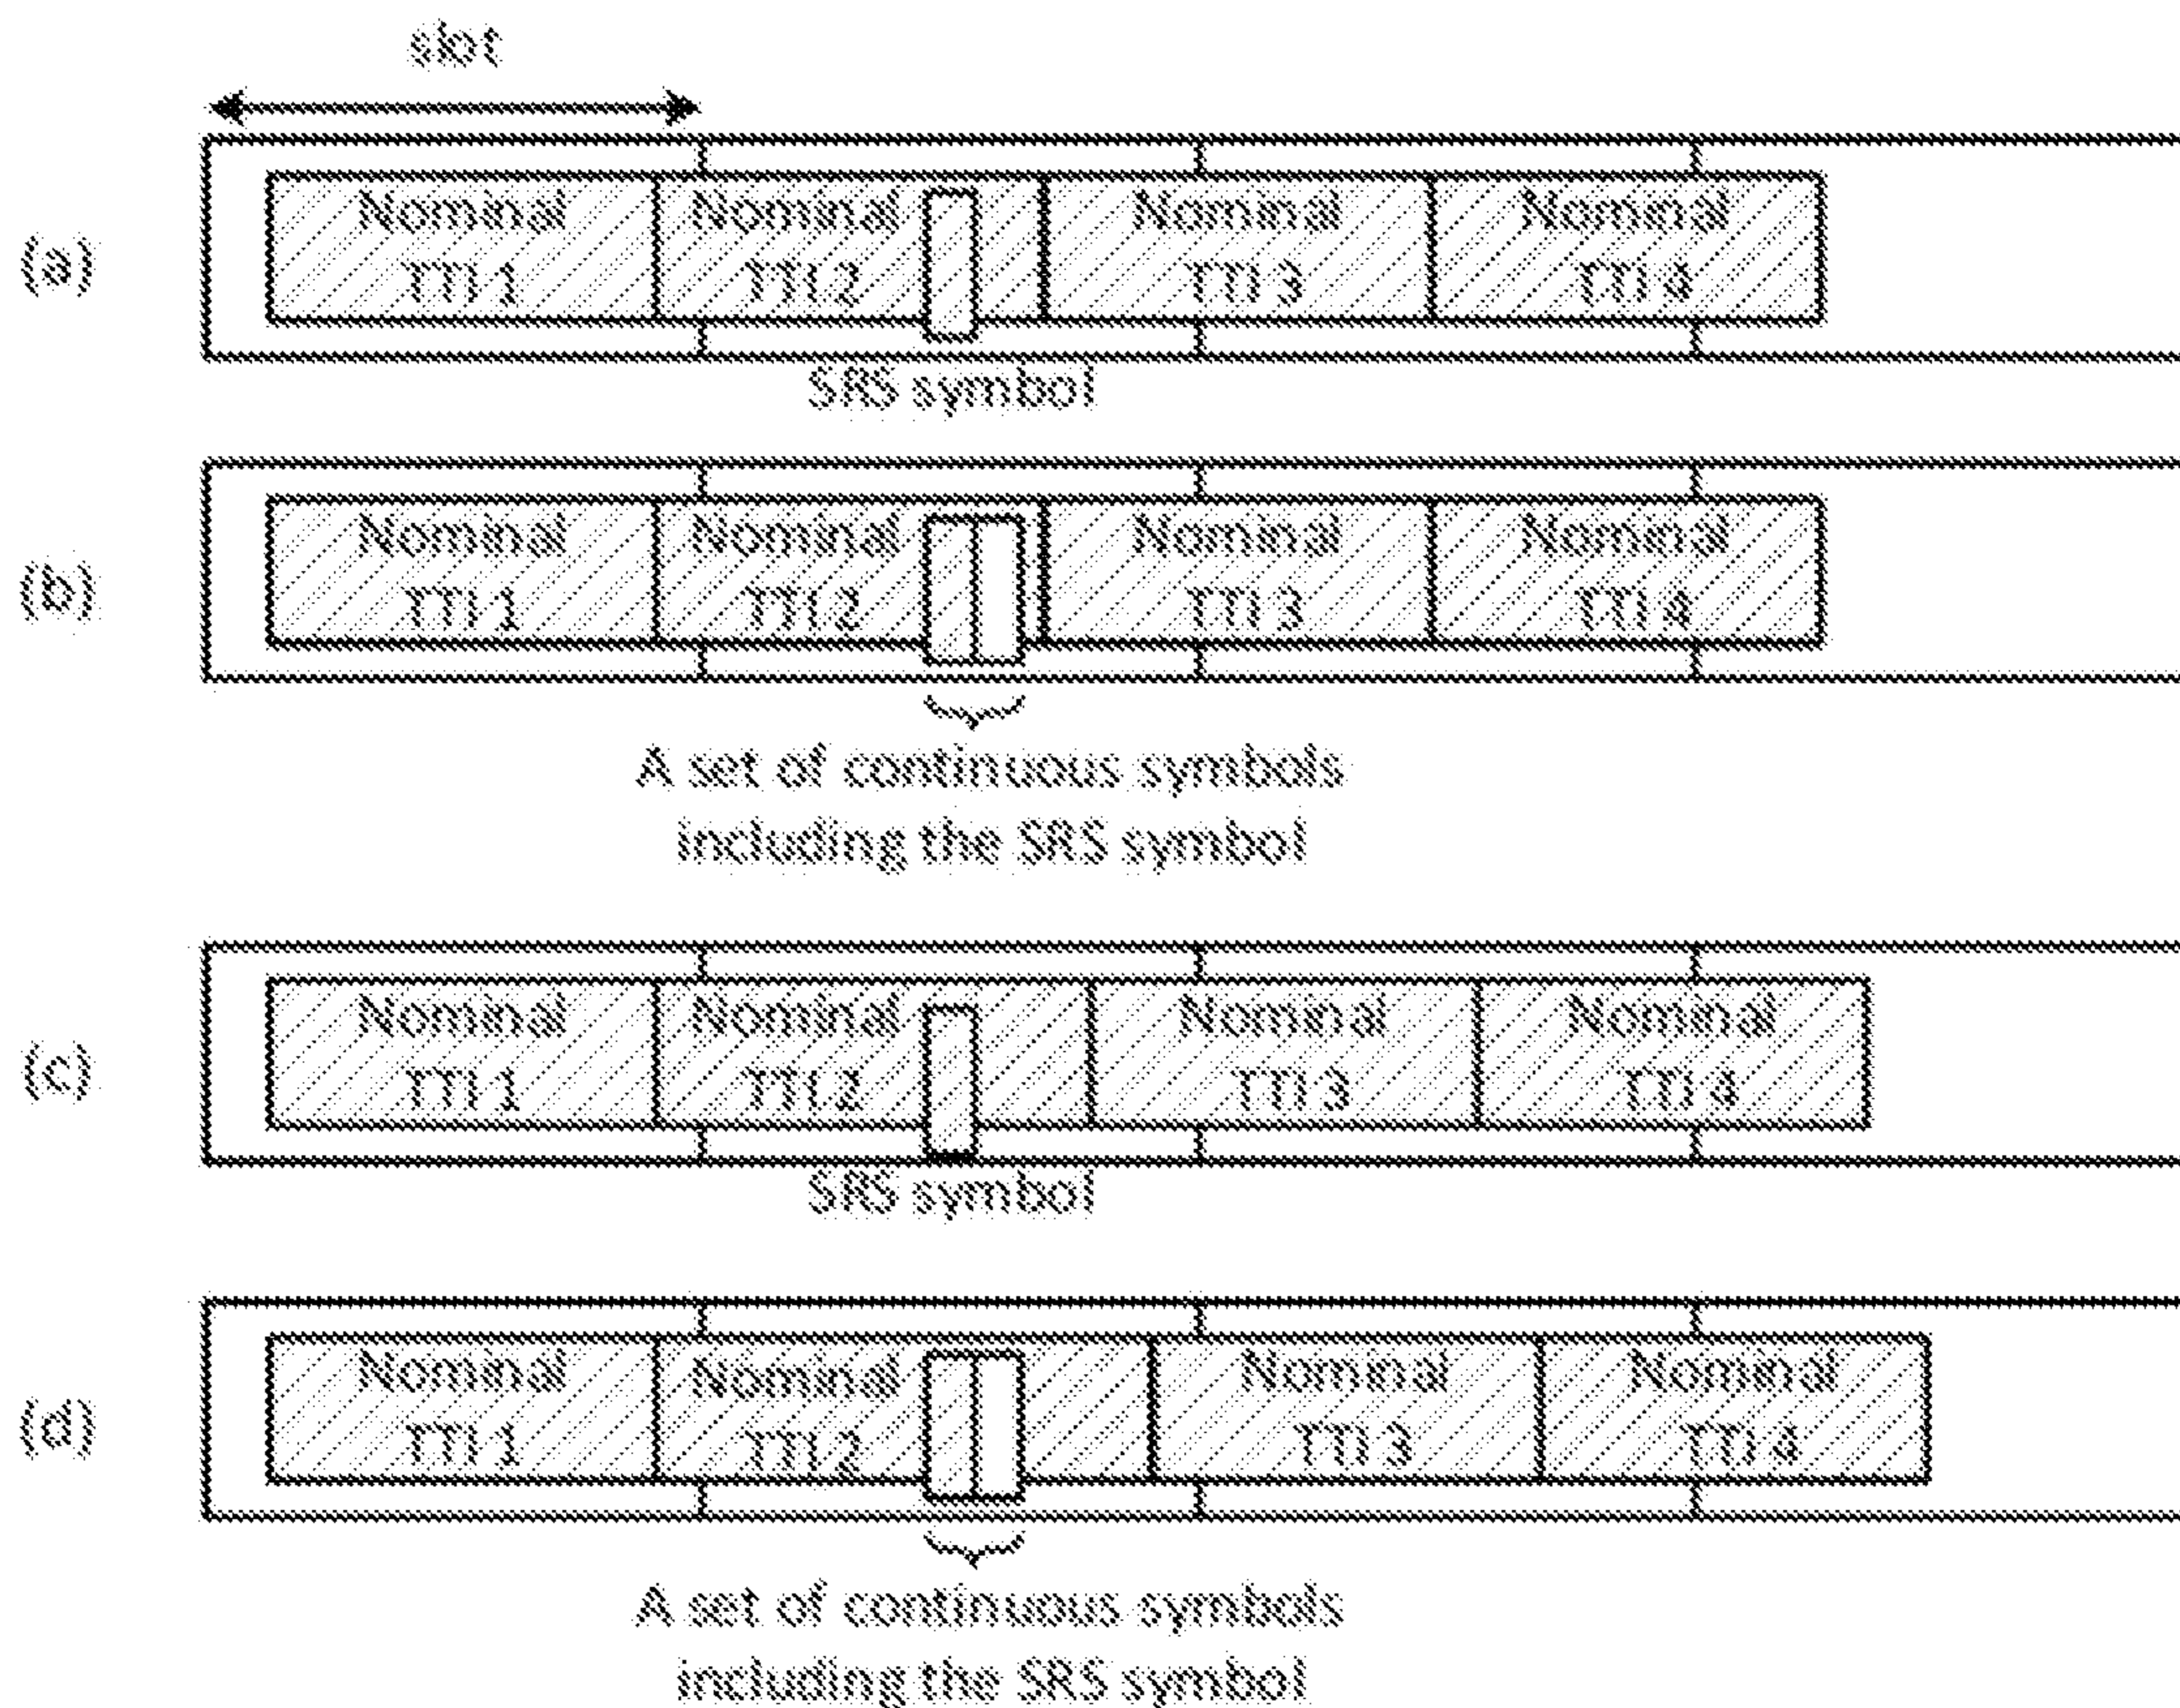 slot
(a)
Nominal Nominal Nominal Nominal
TTI 1 TTI 2 TTI 3 TTI 4
SRS symbol
(b)
Nominal Nominal Nominal Nominal
TTI 1 TTI 2 TTI 3 TTI 4
A set of continuous symbols
including the SRS symbol
(c)
Nominal Nominal Nominal Nominal
TTI 1 TTI 2 TTI 3 TTI 4
SRS symbol
(d)
Nominal Nominal Nominal Nominal
TTI 1 TTI 2 TTI 3 TTI 4
A set of continuous symbols
including the SRS symbol